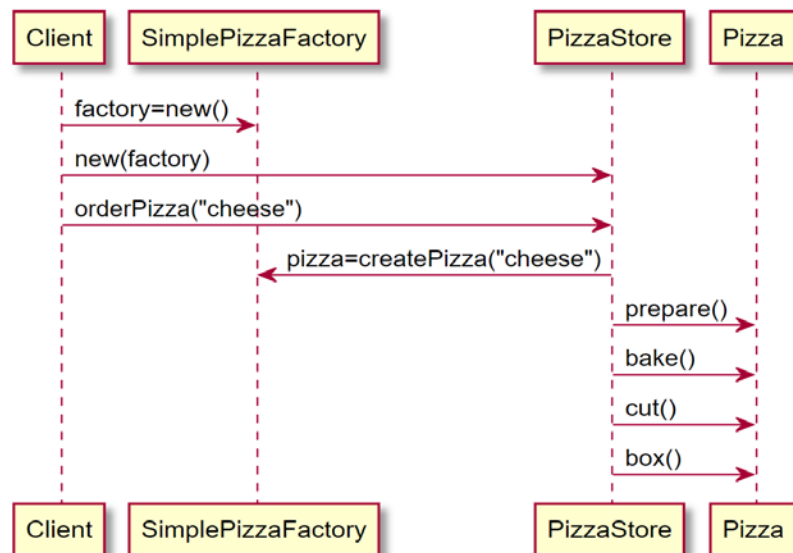 Client SimplePizzaFactory PizzaStore Pizza
factory=new()
new(factory)
orderPizza("cheese")
pizza=createPizza("cheese")
prepare()
bake()
cut()
box()
Client SimplePizzaFactory PizzaStore Pizza